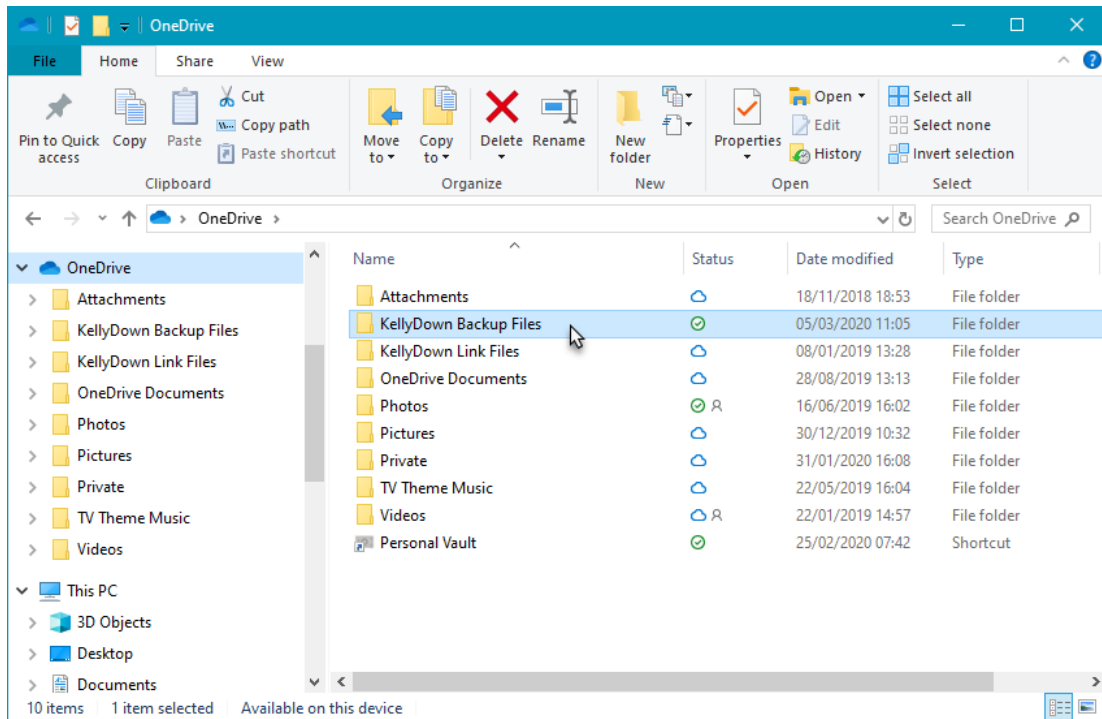 OneDrive
File Home Share View
Pin to Quick access
Copy
Paste
Cut
Copy path
Paste shortcut
Clipboard
Move to
Copy to
Delete
Rename
Organize
New folder
New
Properties
Open
Edit
History
Open
Select all
Select none
Invert selection
Select
OneDrive
Search OneDrive
OneDrive
Attachments
KellyDown Backup Files
KellyDown Link Files
OneDrive Documents
Photos
Pictures
Private
TV Theme Music
Videos
This PC
3D Objects
Desktop
Documents
Name Status Date modified Type
Attachments 18/11/2018 18:53 File folder
KellyDown Backup Files 05/03/2020 11:05 File folder
KellyDown Link Files 08/01/2019 13:28 File folder
OneDrive Documents 28/08/2019 13:13 File folder
Photos 16/06/2019 16:02 File folder
Pictures 30/12/2019 10:32 File folder
Private 31/01/2020 16:08 File folder
TV Theme Music 22/05/2019 16:04 File folder
Videos 22/01/2019 14:57 File folder
Personal Vault 25/02/2020 07:42 Shortcut
10 items 1 item selected Available on this device